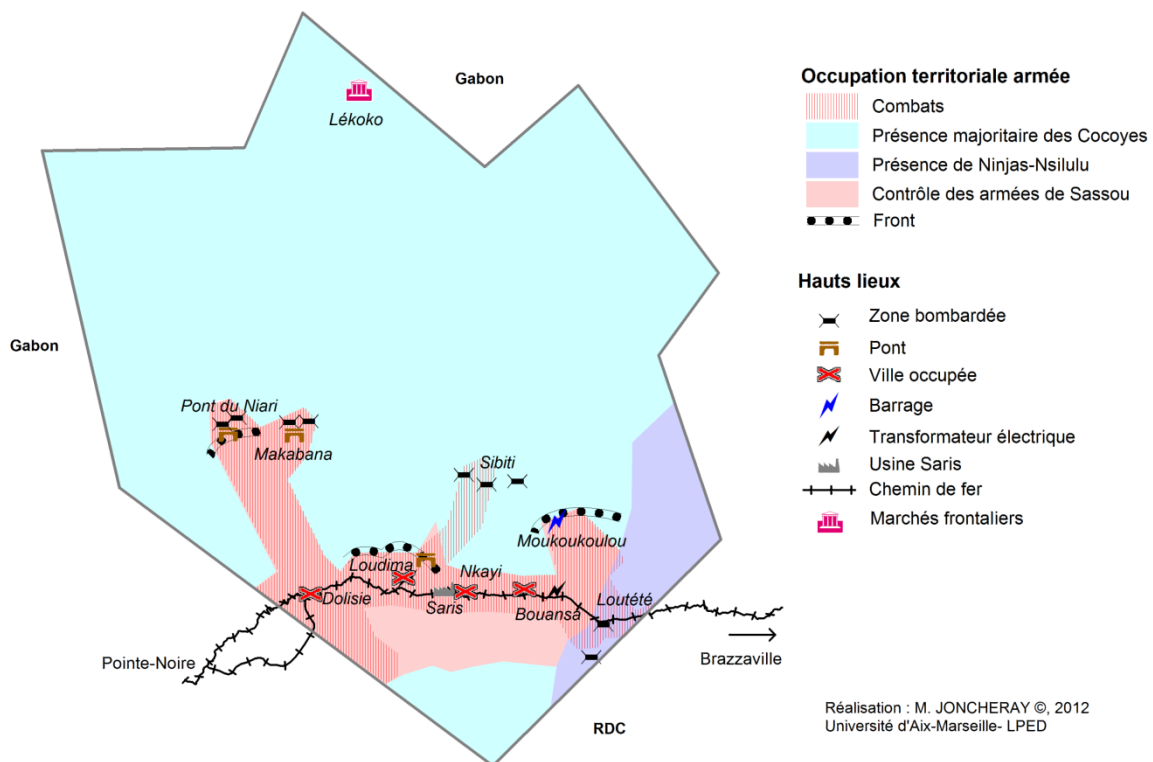 Gabon
Lékoko
Gabon
Pont du Niari
Makabana
Sibiti
Moukoukoulou
Loudima
Nkayi
Dolisie
Saris
Bouansa
Loutété
Pointe-Noire
Brazzaville
RDC
Occupation territoriale armée
Combats
Présence majoritaire des Cocoyes
Présence de Ninjas-Nsilulu
Contrôle des armées de Sassou
Front
Hauts lieux
Zone bombardée
Pont
Ville occupée
Barrage
Transformateur électrique
Usine Saris
Chemin de fer
Marchés frontaliers
Réalisation : M. JONCHERAY ©, 2012
Université d'Aix-Marseille- LPED